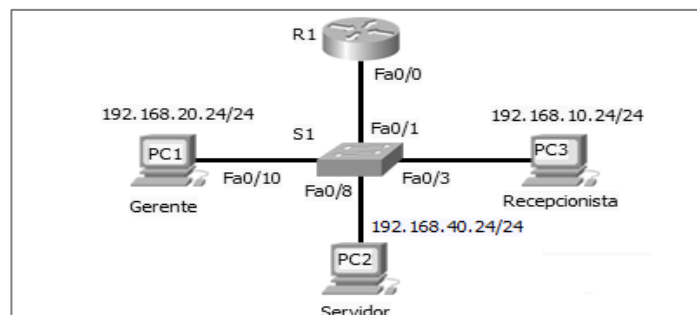 R1
Fa0/0
192.168.20.24/24
192.168.10.24/24
S1
Fa0/1
PC1
PC3
Fa0/10
Fa0/8
Fa0/3
Gerente
Recepcionista
192.168.40.24/24
PC2
Servidor